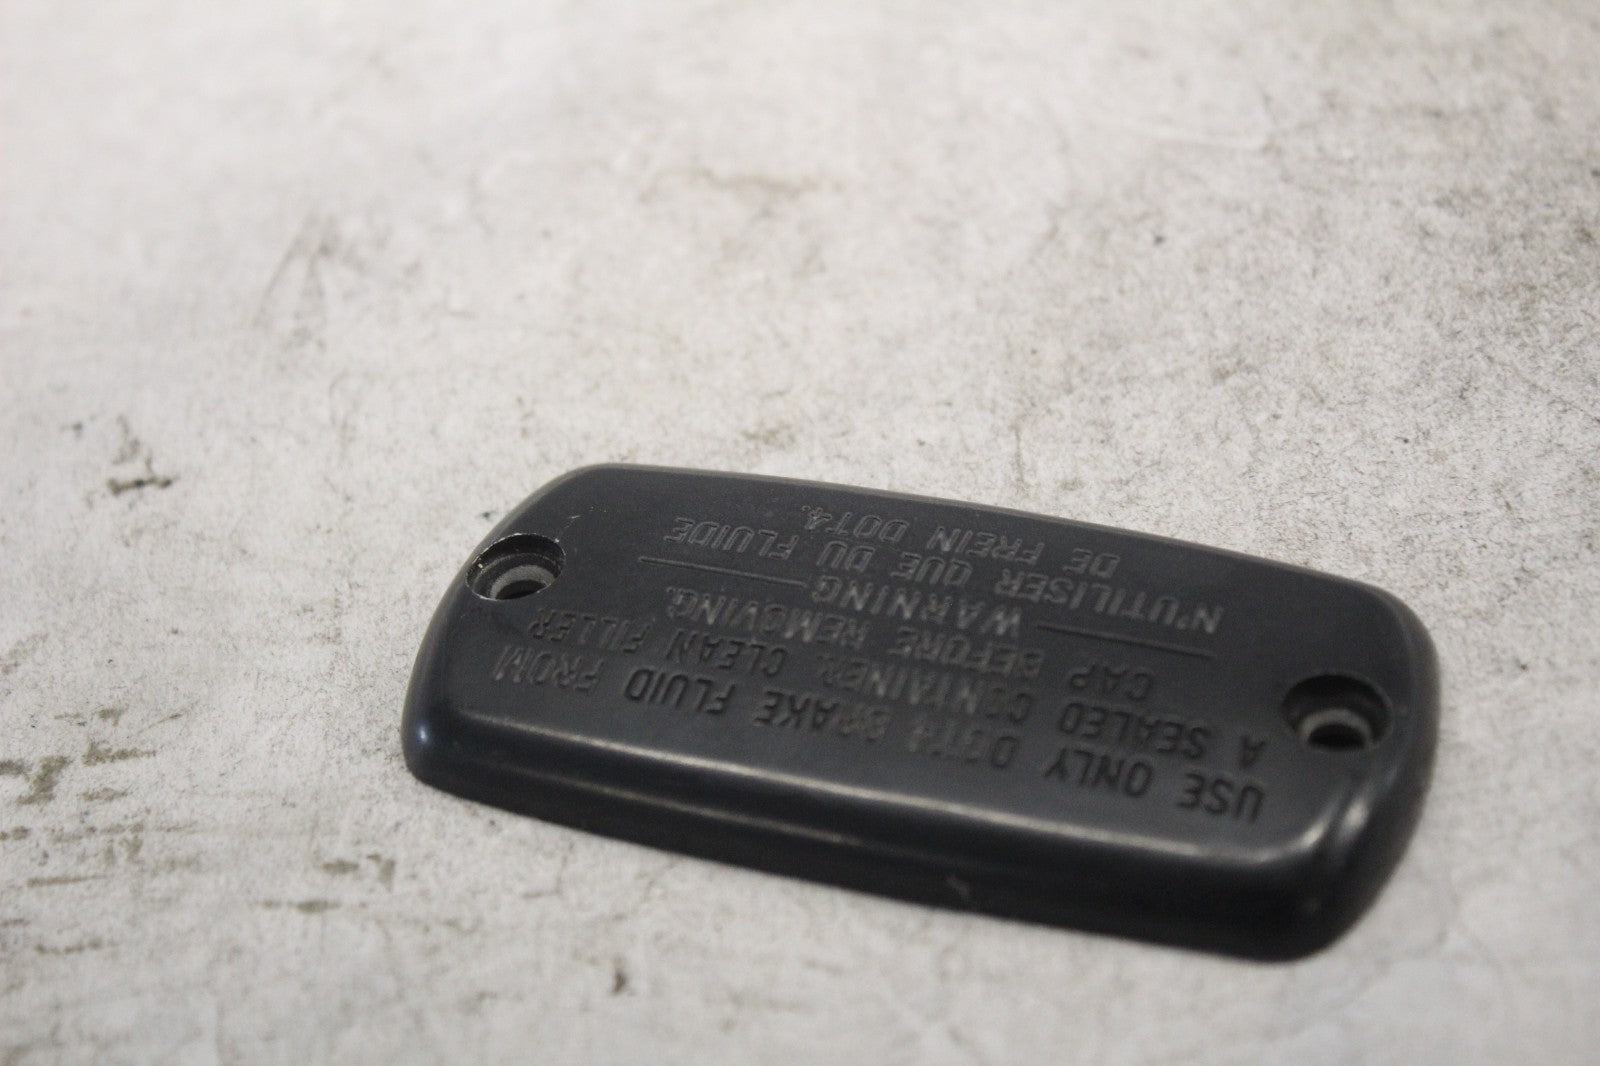 USE ONLY DOT4 BRAKE FLUID FROM
A SEALED CONTAINER. CLEAN FILLER
CAP BEFORE REMOVING.
WARNING
N'UTILISER QUE DU FLUIDE
DE FREIN DOT4.